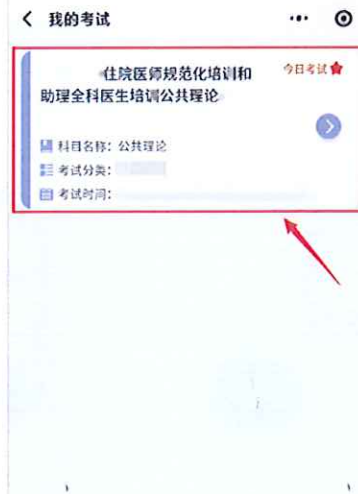 我的考试
住院医师规范化培训和
今日考试
助理全科医生培训公共理论
科目名称：公共理论
考试分类：
考试时间：